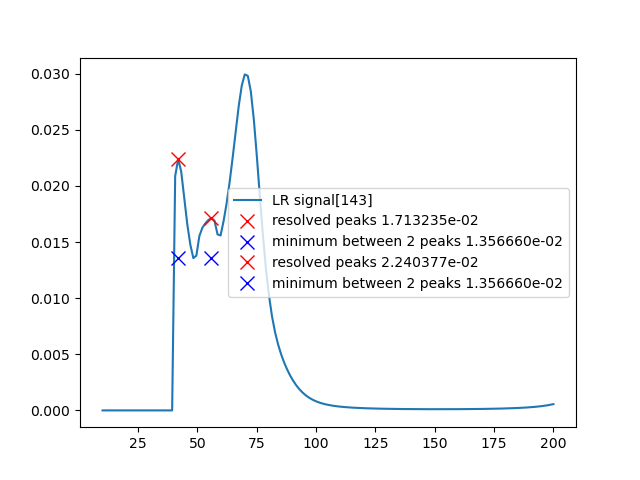 0.030
0.025
0.020
0.015
0.010
0.005
0.000
LR signal[143]
resolved peaks 1.713235e-02
minimum between 2 peaks 1.356660e-02
resolved peaks 2.240377e-02
minimum between 2 peaks 1.356660e-02
25 50 75 100 125 150 175 200